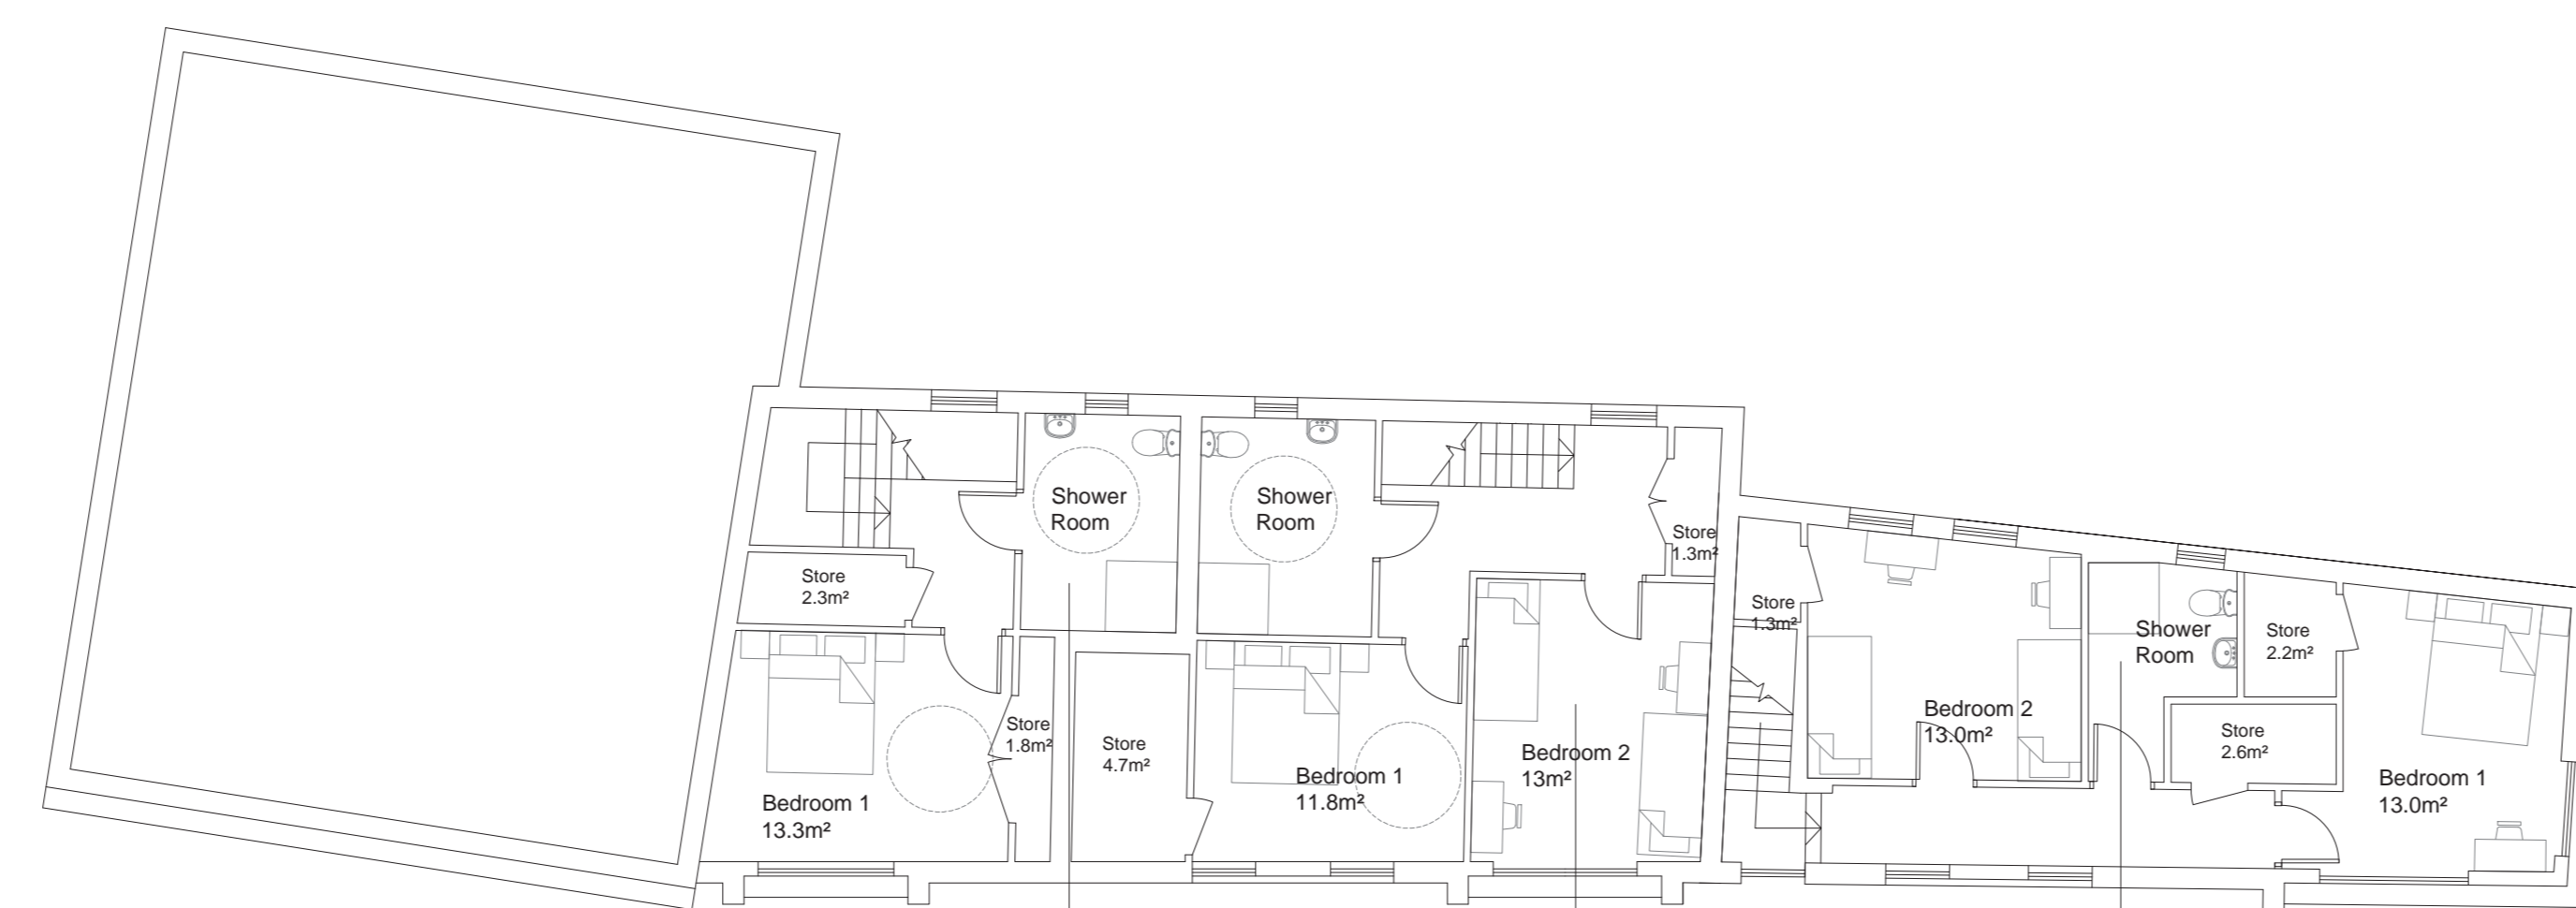 Shower
Room
Shower
Room
Store
1.3m²
Store
2.3m²
Store
1.3m²
Shower
Room
Store
2.2m²
Bedroom 2
13.0m²
Store
1.8m²
Store
4.7m²
Bedroom 2
13m²
Store
2.6m²
Bedroom 1
13.3m²
Bedroom 1
11.8m²
Bedroom 1
13.0m²